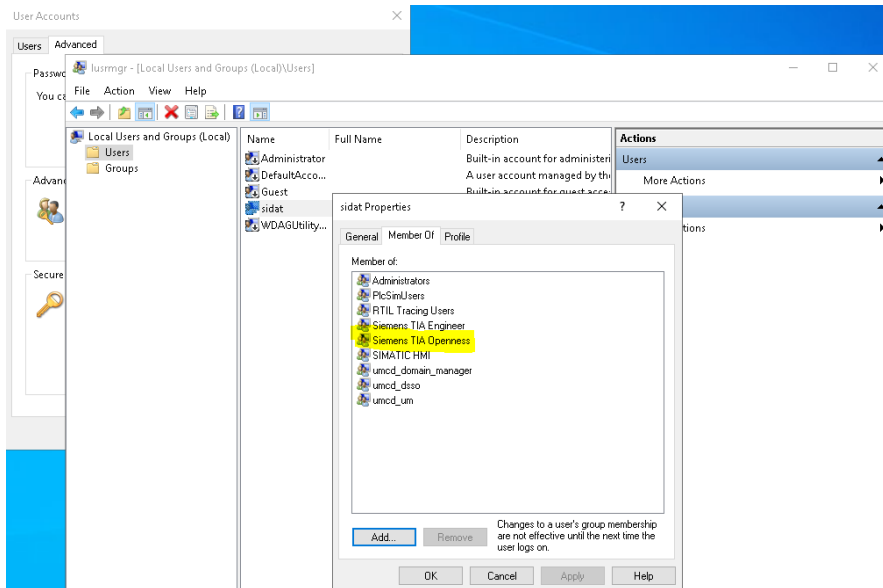 User Accounts
Users Advanced
lusrmgr - [Local Users and Groups (Local)\Users]
File Action View Help
You
Local Users and Groups (Local)
Users
Groups
Name Full Name Description
Administrator Built-in account for administeri
DefaultAcco... A user account managed by the
Guest Built-in account for guest acce
sidat
WDAGUtility...
Actions
Users
More Actions
Secure
sidat Properties
General Member Of Profile
Member of:
Administrators
PlcSimUsers
RTIL Tracing Users
Siemens TIA Engineer
Siemens TIA Openness
SIMATIC HMI
umcd_domain_manager
umcd_dsso
umcd_um
Add... Remove
Changes to a user's group membership
are not effective until the next time the
user logs on.
OK Cancel Apply Help